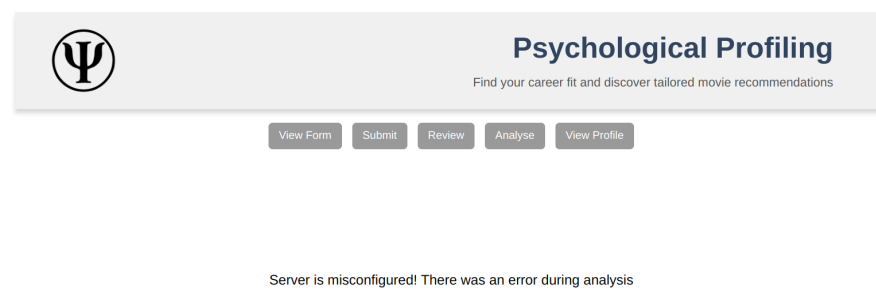 Psychological Profiling
Find your career fit and discover tailored movie recommendations
View Form Submit Review Analyse View Profile
Server is misconfigured! There was an error during analysis